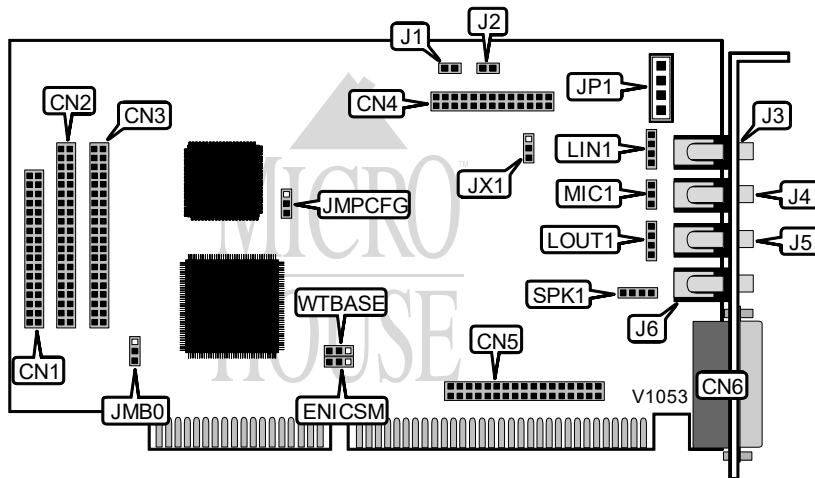 J1
J2
CN2
CN3
CN4
JP1
J3
LIN1
JX1
MICRO™
HOUSE
JMPCFG
MIC1
J4
LOUT1
J5
SPK1
WTBASE
J6
CN5
CN1
JMB0
ENICSM
V1053
CN6